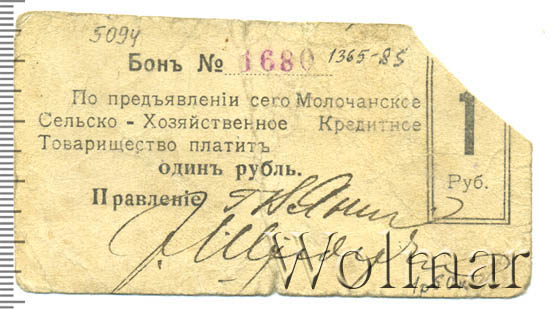 5094
Бонъ № 1680 1365-85
По предъявленіи сего Молочанское
Сельско - Хозяйственное Кредитное
Товарищество платитъ
одинъ рубль.
Правленіе
1
Руб.
Wolmar